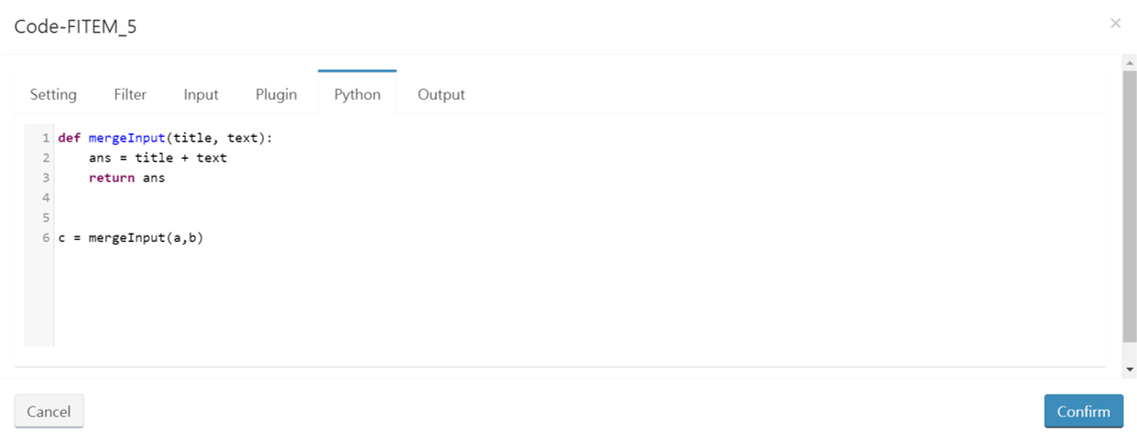 Code-FITEM_5
×
Setting Filter Input Plugin Python Output
1 def mergeInput(title, text):
2     ans = title + text
3     return ans
4
5
6 c = mergeInput(a,b)
Cancel Confirm